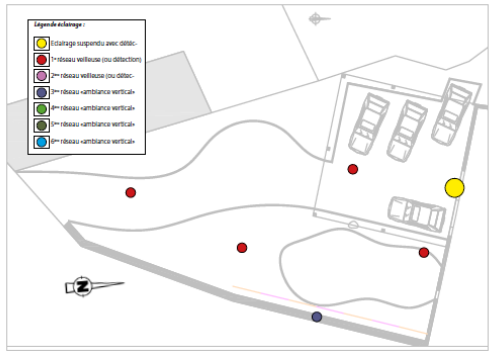 Légende éclairage :
Eclairage suspendu avec détéc-
1er réseau veilleuse (ou détection)
2ème réseau veilleuse (ou détec-
3ème réseau «ambiance vertical»
4ème réseau «ambiance vertical»
5ème réseau «ambiance vertical»
6ème réseau «ambiance vertical»
N